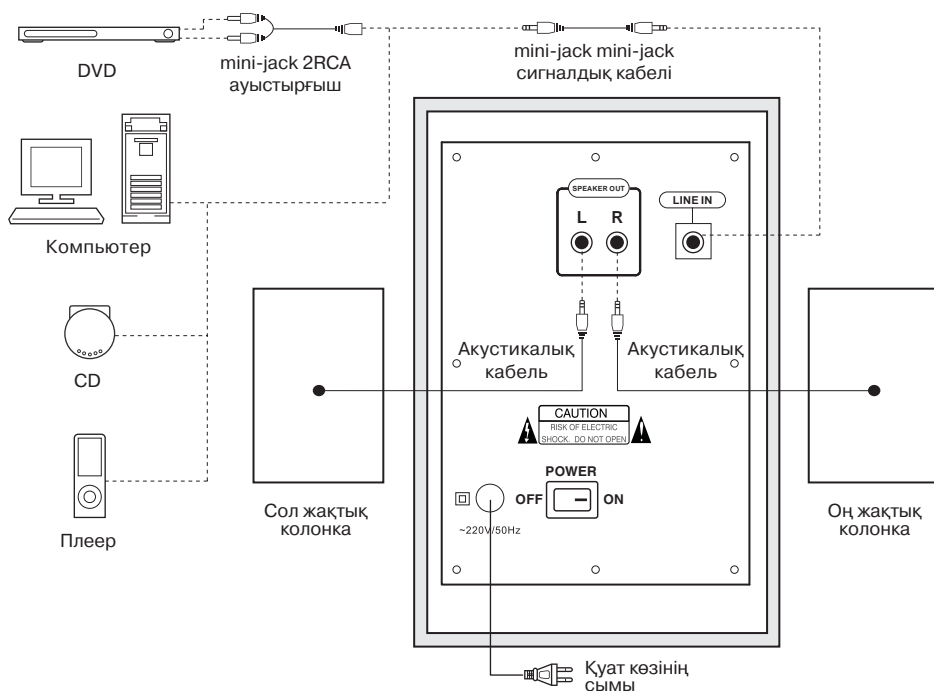 DVD
mini-jack 2RCA
ауыстырғыш
mini-jack mini-jack
сигналдық кабелі
Компьютер
CD
Плеер
SPEAKER OUT
L R
LINE IN
Акустикалық
кабель
Акустикалық
кабель
CAUTION
RISK OF ELECTRIC
SHOCK. DO NOT OPEN
POWER
OFF ON
~220V/50Hz
Сол жақтық
колонка
Оң жақтық
колонка
Қуат көзінің
сымы